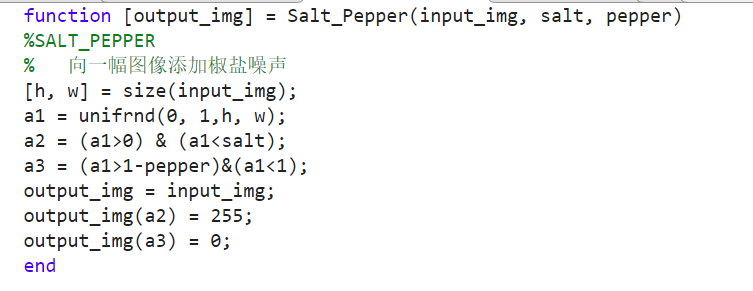 function [output_img] = Salt_Pepper(input_img, salt, pepper)
%SALT_PEPPER
%   向一幅图像添加椒盐噪声
[h, w] = size(input_img);
a1 = unifrnd(0, 1,h, w);
a2 = (a1>0) & (a1<salt);
a3 = (a1>1-pepper)&(a1<1);
output_img = input_img;
output_img(a2) = 255;
output_img(a3) = 0;
end